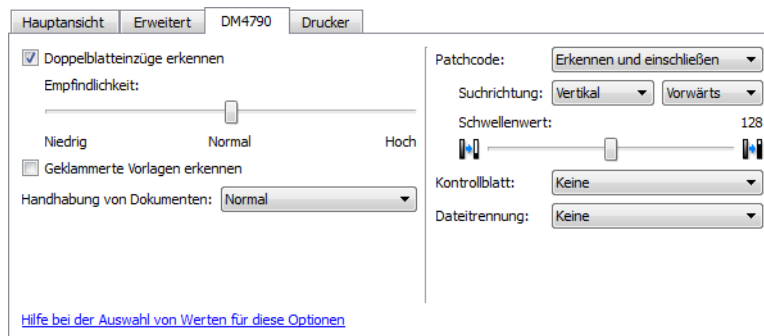 Hauptansicht Erweitert DM4790 Drucker
Doppelblatteinzüge erkennen
Empfindlichkeit:
Niedrig Normal Hoch
Geklammerte Vorlagen erkennen
Handhabung von Dokumenten: Normal
Patchcode: Erkennen und einschließen
Suchrichtung: Vertikal Vorwärts
Schwellenwert: 128
Kontrollblatt: Keine
Dateitrennung: Keine
Hilfe bei der Auswahl von Werten für diese Optionen